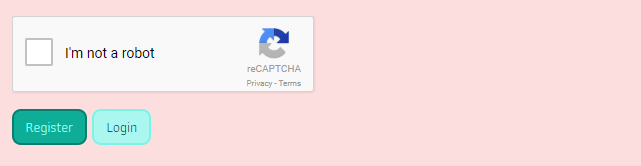 I'm not a robot
reCAPTCHA
Privacy - Terms
Register Login